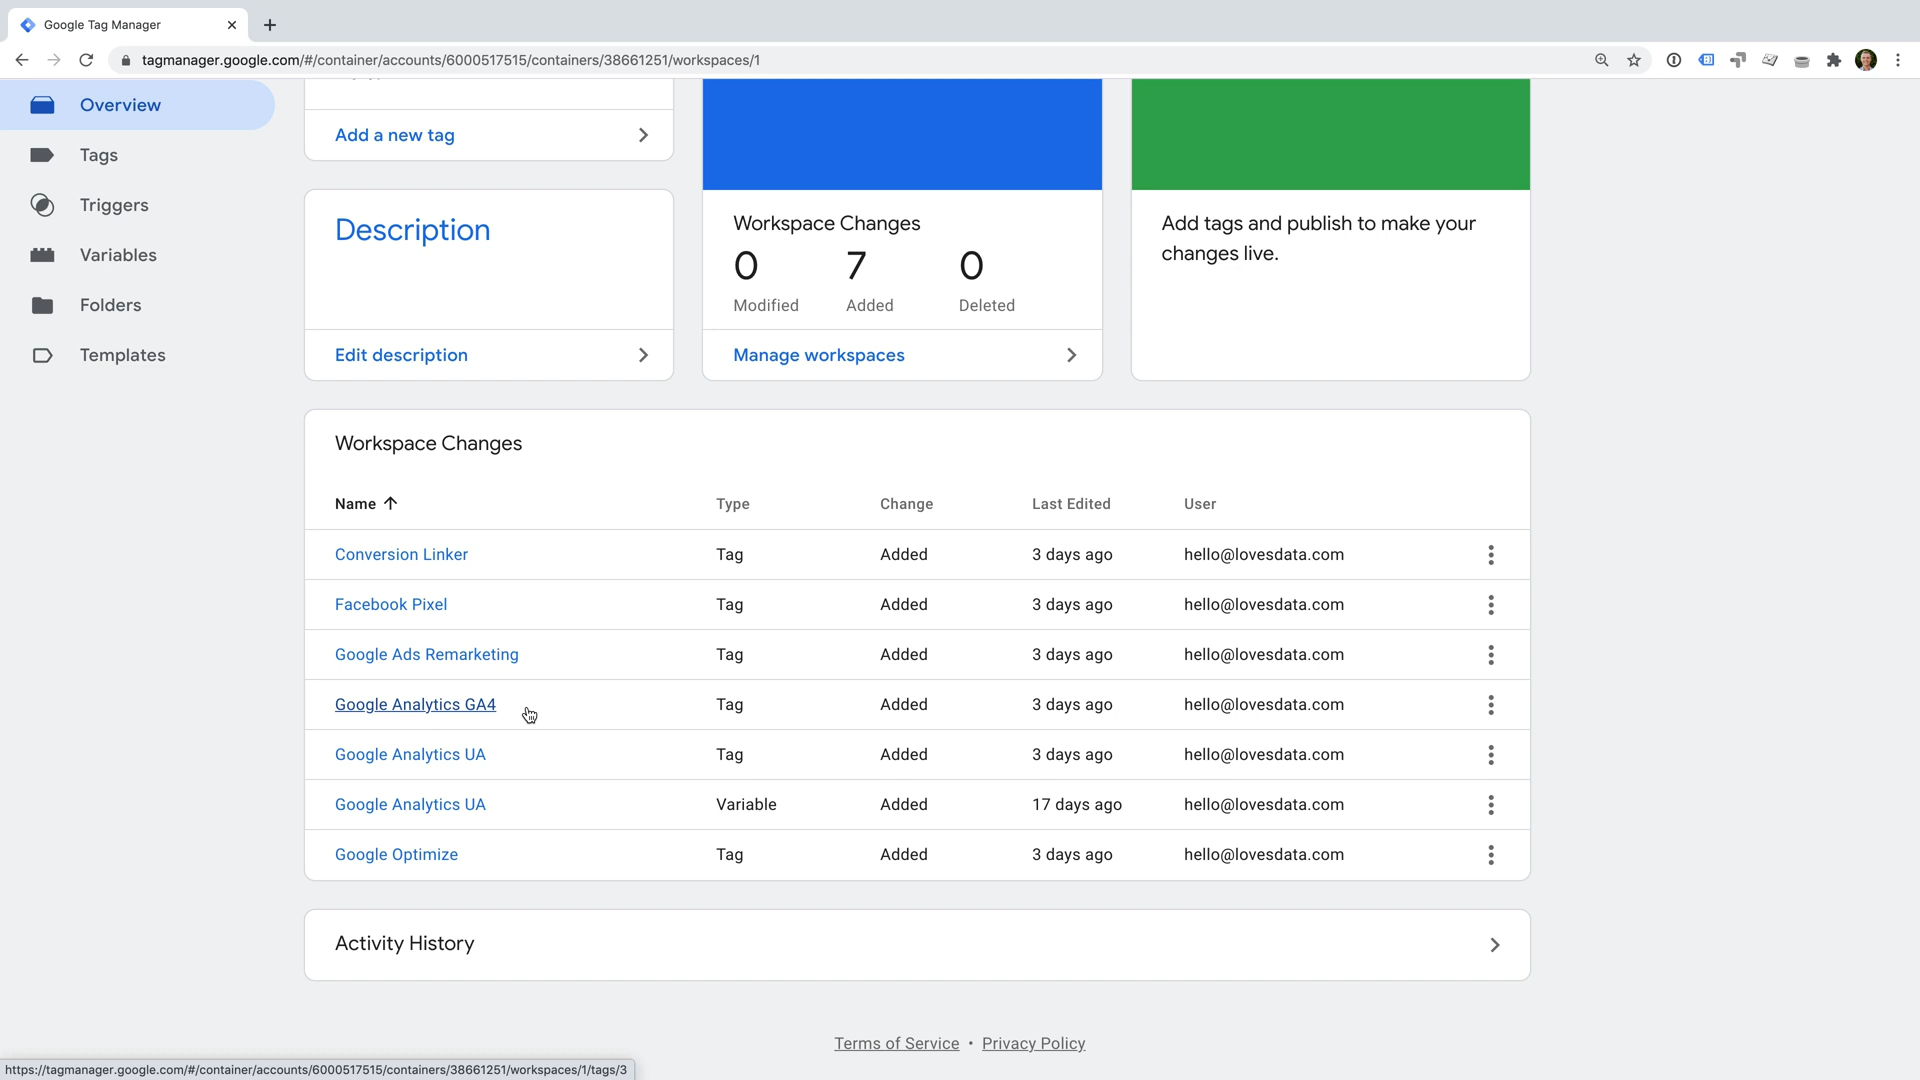 Google Tag Manager
tagmanager.google.com/#/container/accounts/6000517515/containers/38661251/workspaces/1
Overview
Tags
Triggers
Variables
Folders
Templates
Add a new tag
Description
Edit description
Workspace Changes
0 7 0
Modified Added Deleted
Manage workspaces
Add tags and publish to make your
changes live.
Workspace Changes
Name Type Change Last Edited User
Conversion Linker Tag Added 3 days ago hello@lovesdata.com
Facebook Pixel Tag Added 3 days ago hello@lovesdata.com
Google Ads Remarketing Tag Added 3 days ago hello@lovesdata.com
Google Analytics GA4 Tag Added 3 days ago hello@lovesdata.com
Google Analytics UA Tag Added 3 days ago hello@lovesdata.com
Google Analytics UA Variable Added 17 days ago hello@lovesdata.com
Google Optimize Tag Added 3 days ago hello@lovesdata.com
Activity History
Terms of Service • Privacy Policy
https://tagmanager.google.com/#/container/accounts/6000517515/containers/38661251/workspaces/1/tags/3